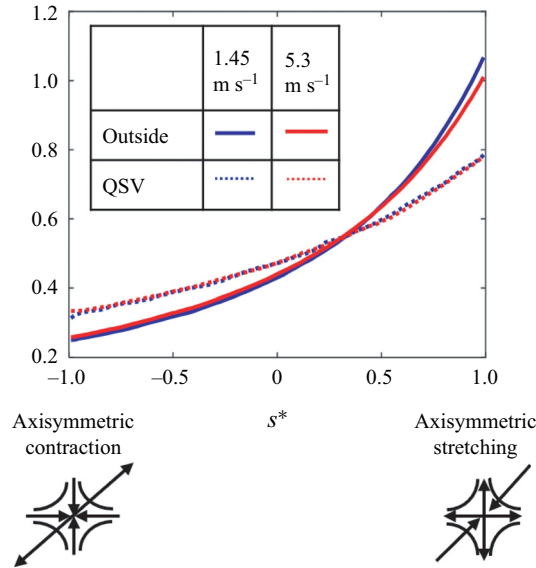 1.2
1.0
0.8
0.6
0.4
0.2
1.45 m s⁻¹
5.3 m s⁻¹
Outside
QSV
–1.0 –0.5 0 0.5 1.0
s*
Axisymmetric contraction
Axisymmetric stretching